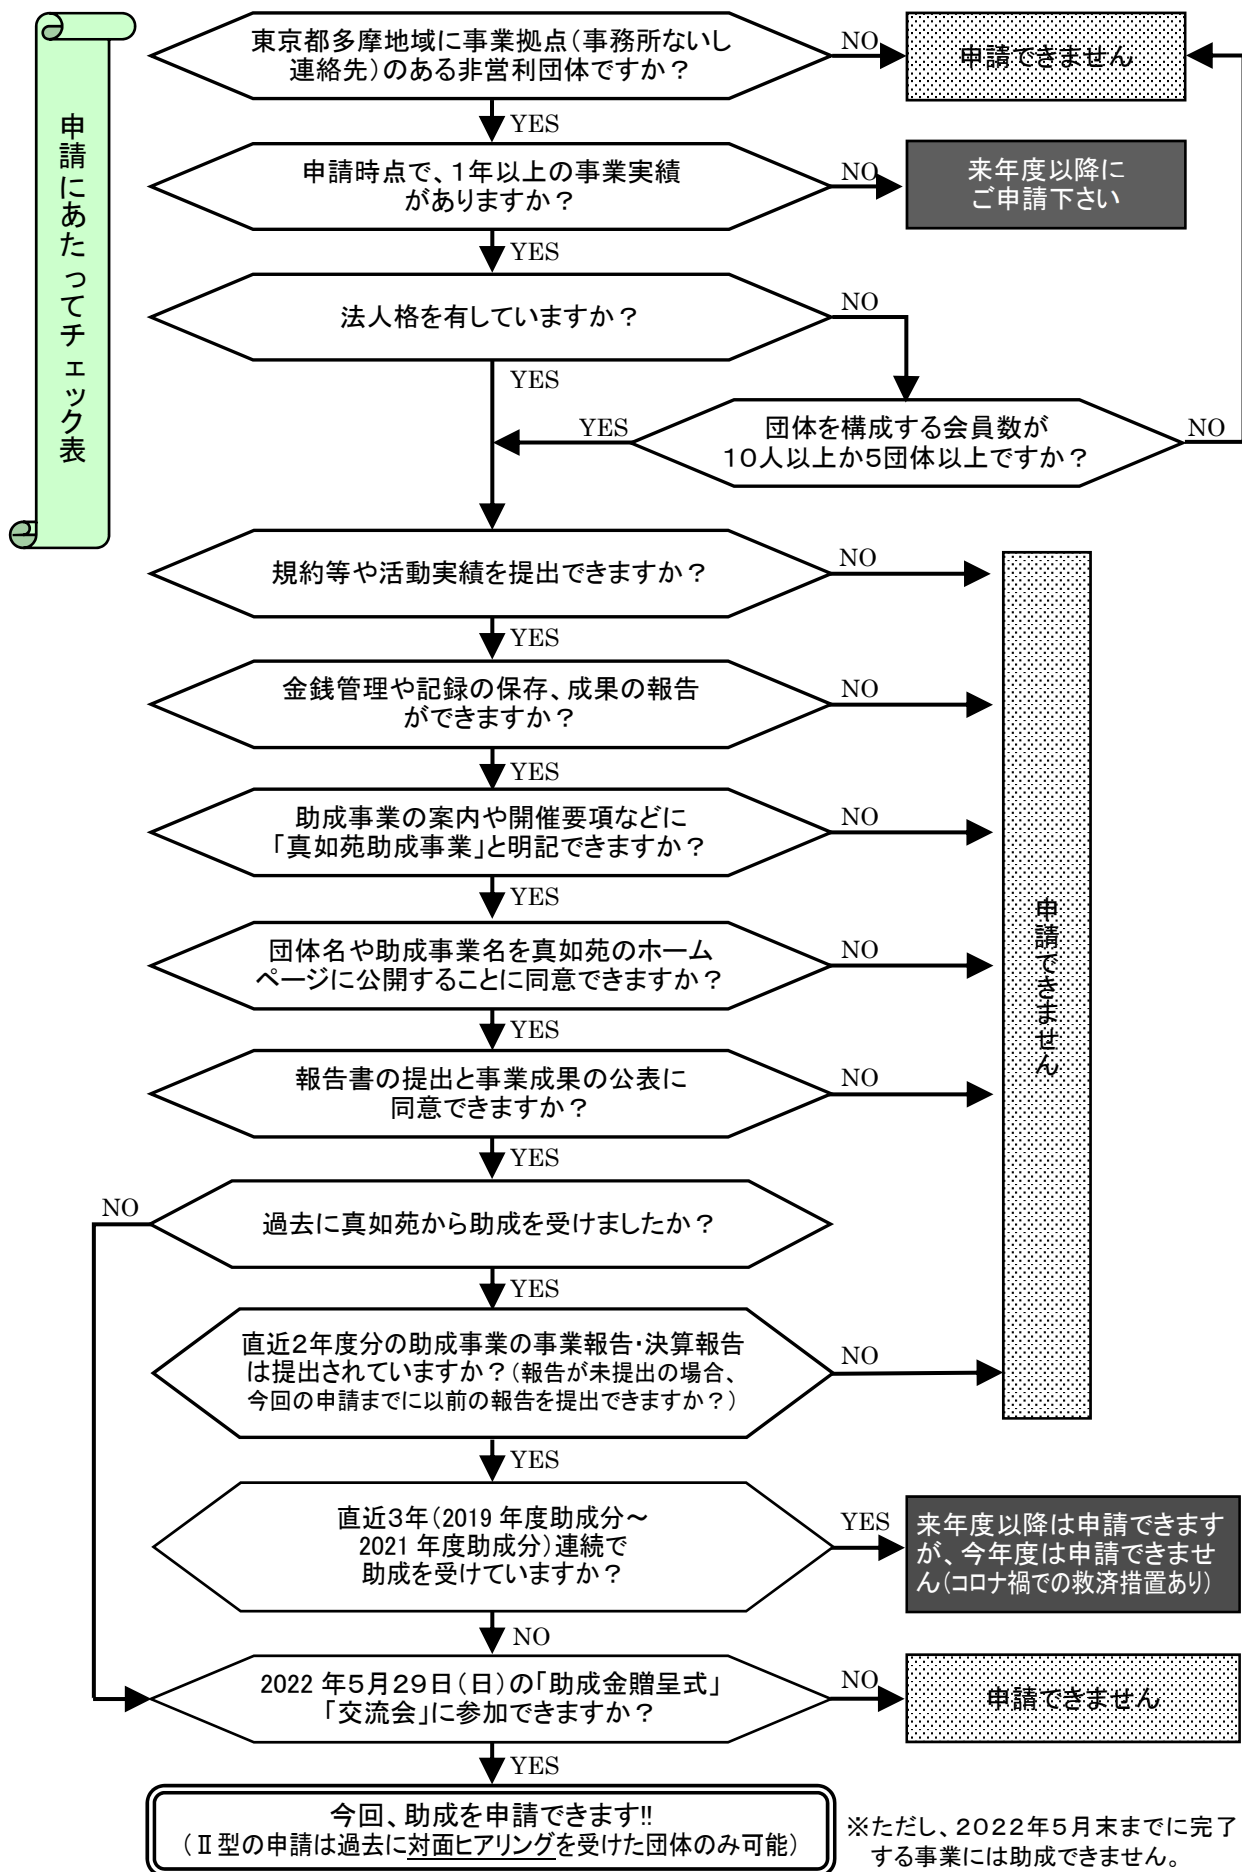 申請にあたってチェック表
東京都多摩地域に事業拠点（事務所ないし
連絡先）のある非営利団体ですか？
NO
申請できません
YES
申請時点で、１年以上の事業実績
がありますか？
NO
来年度以降に
ご申請下さい
YES
法人格を有していますか？
NO
YES
団体を構成する会員数が
１０人以上か５団体以上ですか？
YES
NO
規約等や活動実績を提出できますか？
NO
YES
金銭管理や記録の保存、成果の報告
ができますか？
NO
YES
助成事業の案内や開催要項などに
「真如苑助成事業」と明記できますか？
NO
YES
団体名や助成事業名を真如苑のホーム
ページに公開することに同意できますか？
NO
申請できません
YES
報告書の提出と事業成果の公表に
同意できますか？
NO
YES
NO
過去に真如苑から助成を受けましたか？
YES
直近２年度分の助成事業の事業報告・決算報告
は提出されていますか？（報告が未提出の場合、
今回の申請までに以前の報告を提出できますか？）
NO
YES
直近３年（2019 年度助成分～
2021 年度助成分）連続で
助成を受けていますか？
YES
来年度以降は申請できます
が、今年度は申請できませ
ん（コロナ禍での救済措置あり）
NO
2022 年５月２９日（日）の「助成金贈呈式」
「交流会」に参加できますか？
NO
申請できません
YES
今回、助成を申請できます!!
（Ⅱ型の申請は過去に対面ヒアリングを受けた団体のみ可能）
※ただし、２０２２年５月末までに完了
する事業には助成できません。